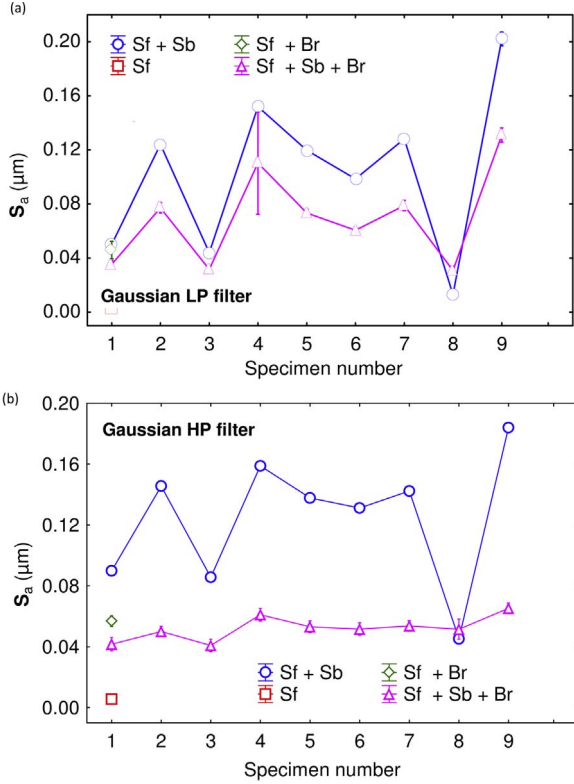 (a)
0.20
0.16
0.12
0.08
0.04
0.00
Sₐ (μm)
Sf + Sb
Sf
Sf + Br
Sf + Sb + Br
Gaussian LP filter
1 2 3 4 5 6 7 8 9
Specimen number
(b)
0.20
0.16
0.12
0.08
0.04
0.00
Sₐ (μm)
Gaussian HP filter
Sf + Sb
Sf
Sf + Br
Sf + Sb + Br
1 2 3 4 5 6 7 8 9
Specimen number